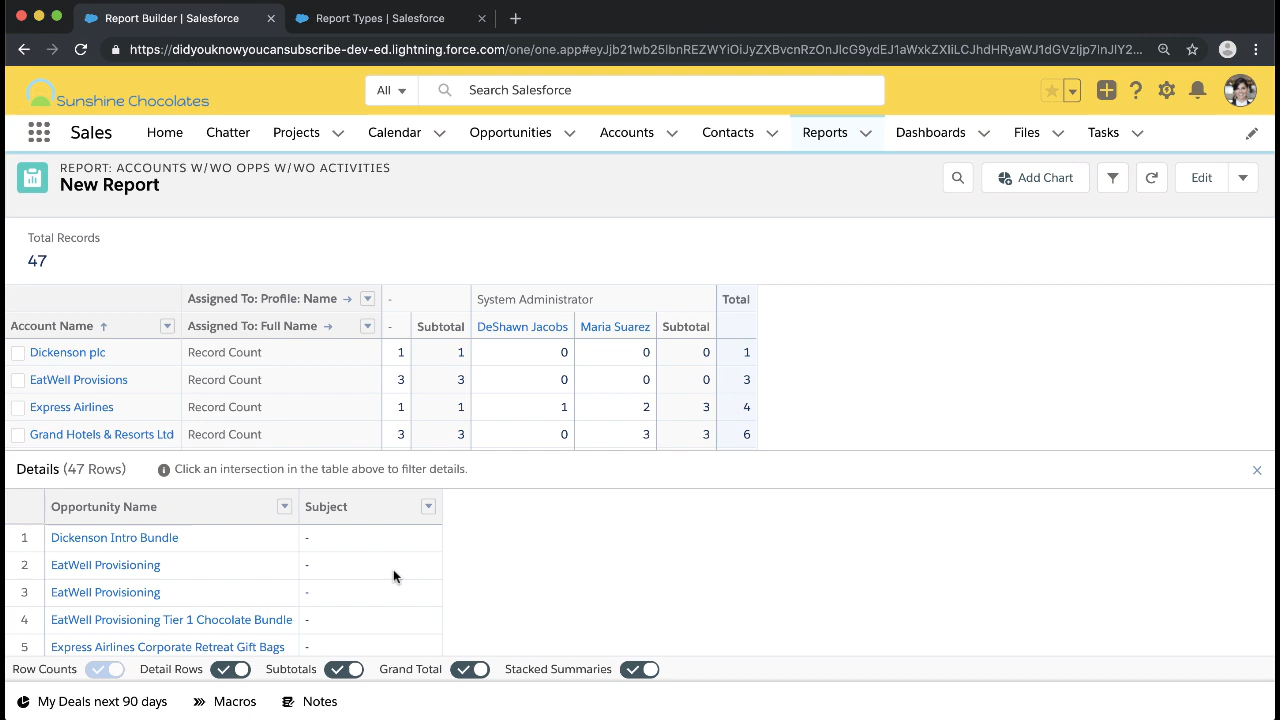 Report Builder | Salesforce
Report Types | Salesforce
https://didyouknowyoucansubscribe-dev-ed.lightning.force.com/one/one.app#
Sunshine Chocolates
All
Search Salesforce
Sales Home Chatter Projects Calendar Opportunities Accounts Contacts Reports Dashboards Files Tasks
REPORT: ACCOUNTS W/WO OPPS W/WO ACTIVITIES
New Report
Add Chart
Edit
Total Records
47
Assigned To: Profile: Name → - System Administrator Total
Account Name ↑ Assigned To: Full Name → - Subtotal DeShawn Jacobs Maria Suarez Subtotal
Dickenson plc Record Count 1 1 0 0 0 1
EatWell Provisions Record Count 3 3 0 0 0 3
Express Airlines Record Count 1 1 1 2 3 4
Grand Hotels & Resorts Ltd Record Count 3 3 0 3 3 6
Details (47 Rows) Click an intersection in the table above to filter details.
Opportunity Name Subject
1 Dickenson Intro Bundle -
2 EatWell Provisioning -
3 EatWell Provisioning -
4 EatWell Provisioning Tier 1 Chocolate Bundle -
5 Express Airlines Corporate Retreat Gift Bags -
Row Counts Detail Rows Subtotals Grand Total Stacked Summaries
My Deals next 90 days Macros Notes